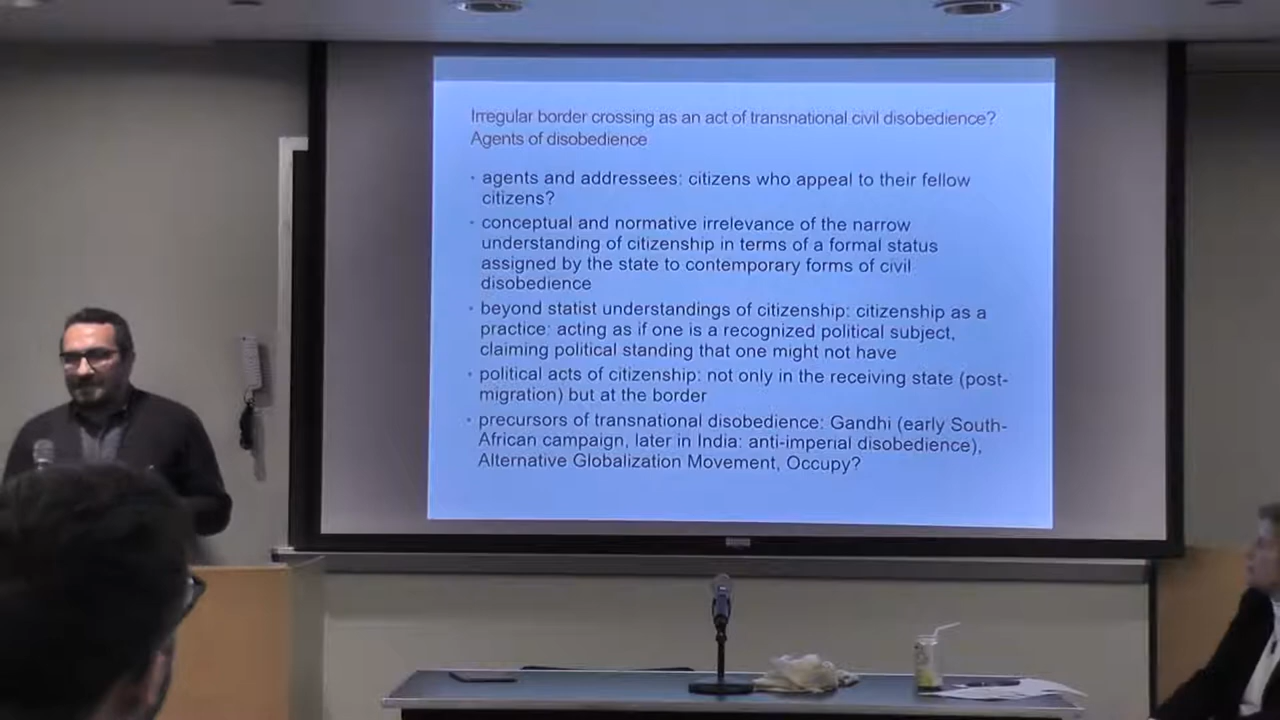 Irregular border crossing as an act of transnational civil disobedience?
Agents of disobedience
• agents and addressees: citizens who appeal to their fellow
citizens?
• conceptual and normative irrelevance of the narrow
understanding of citizenship in terms of a formal status
assigned by the state to contemporary forms of civil
disobedience
• beyond statist understandings of citizenship: citizenship as a
practice: acting as if one is a recognized political subject,
claiming political standing that one might not have
• political acts of citizenship: not only in the receiving state (post-
migration) but at the border
• precursors of transnational disobedience: Gandhi (early South-
African campaign, later in India: anti-imperial disobedience),
Alternative Globalization Movement, Occupy?